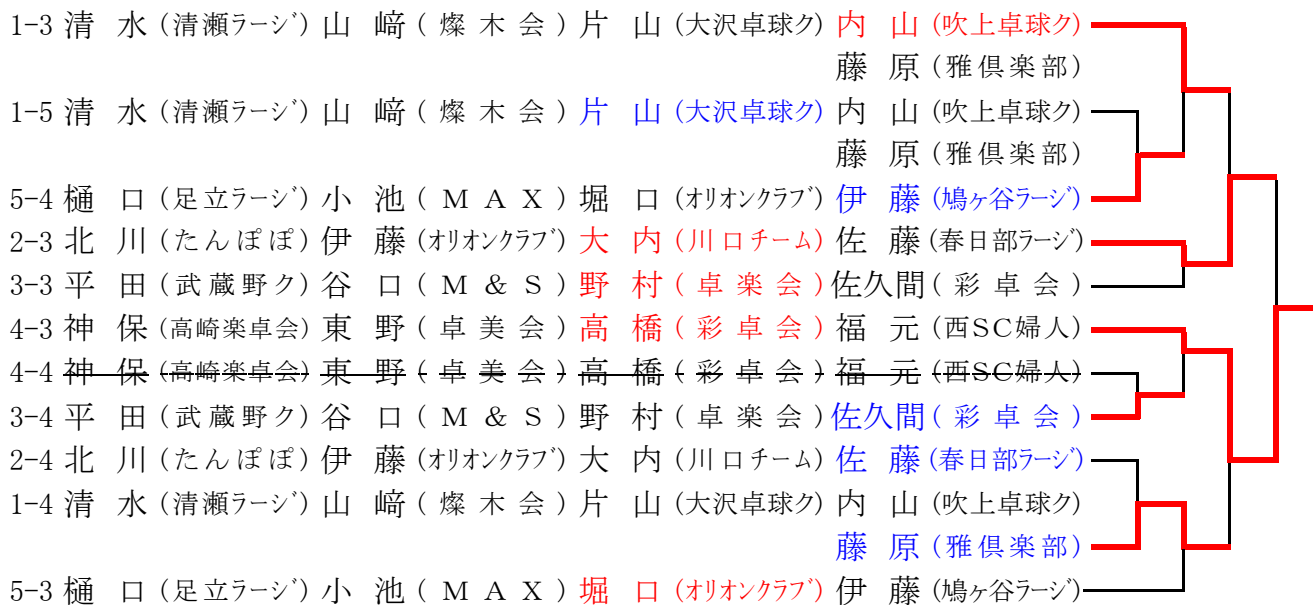 1-3 清 水 (清瀬ラージ) 山 﨑 ( 燦 木 会 ) 片 山 (大沢卓球ク) 内 山 (吹上卓球ク)
藤 原 (雅倶楽部)
1-5 清 水 (清瀬ラージ) 山 﨑 ( 燦 木 会 ) 片 山 (大沢卓球ク) 内 山 (吹上卓球ク)
藤 原 (雅倶楽部)
5-4 樋 口 (足立ラージ) 小 池 ( M A X ) 堀 口 (オリオンクラブ) 伊 藤 (鳩ヶ谷ラージ)
2-3 北 川 (たんぽぽ) 伊 藤 (オリオンクラブ) 大 内 (川口チーム) 佐 藤 (春日部ラージ)
3-3 平 田 (武蔵野ク) 谷 口 ( M & S ) 野 村 ( 卓 楽 会 ) 佐久間 ( 彩 卓 会 )
4-3 神 保 (高崎楽卓会) 東 野 ( 卓 美 会 ) 高 橋 ( 彩 卓 会 ) 福 元 (西SC婦人)
4-4 神 保 (高崎楽卓会) 東 野 ( 卓 美 会 ) 高 橋 ( 彩 卓 会 ) 福 元 (西SC婦人)
3-4 平 田 (武蔵野ク) 谷 口 ( M & S ) 野 村 ( 卓 楽 会 ) 佐久間 ( 彩 卓 会 )
2-4 北 川 (たんぽぽ) 伊 藤 (オリオンクラブ) 大 内 (川口チーム) 佐 藤 (春日部ラージ)
1-4 清 水 (清瀬ラージ) 山 﨑 ( 燦 木 会 ) 片 山 (大沢卓球ク) 内 山 (吹上卓球ク)
藤 原 (雅倶楽部)
5-3 樋 口 (足立ラージ) 小 池 ( M A X ) 堀 口 (オリオンクラブ) 伊 藤 (鳩ヶ谷ラージ)